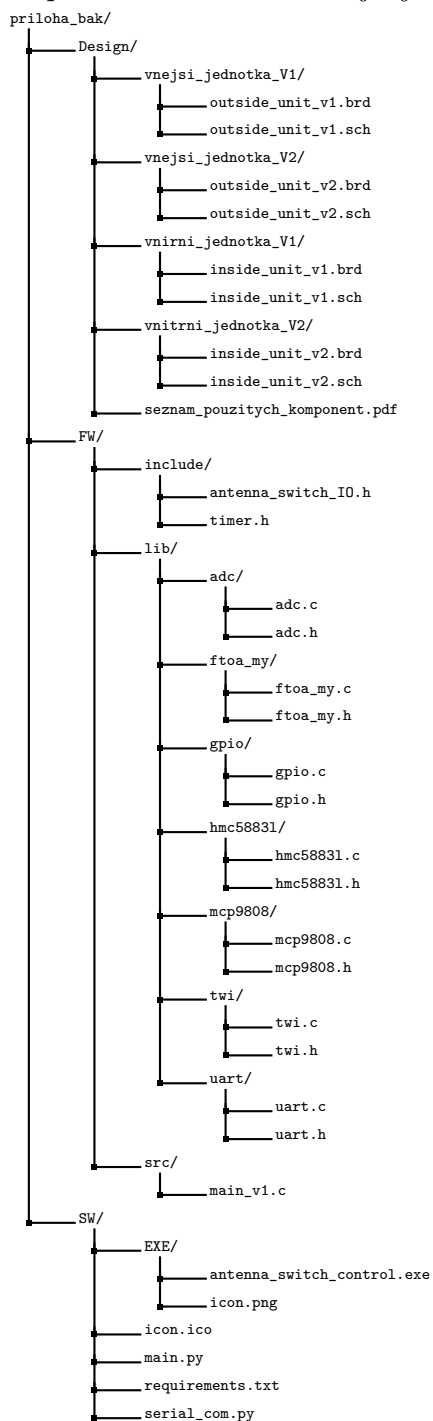 priloha_bak/
Design/
vnejsi_jednotka_V1/
outside_unit_v1.brd
outside_unit_v1.sch
vnejsi_jednotka_V2/
outside_unit_v2.brd
outside_unit_v2.sch
vnirni_jednotka_V1/
inside_unit_v1.brd
inside_unit_v1.sch
vnitrni_jednotka_V2/
inside_unit_v2.brd
inside_unit_v2.sch
seznam_pouzitych_komponent.pdf
FW/
include/
antenna_switch_IO.h
timer.h
lib/
adc/
adc.c
adc.h
ftoa_my/
ftoa_my.c
ftoa_my.h
gpio/
gpio.c
gpio.h
hmc5883l/
hmc5883l.c
hmc5883l.h
mcp9808/
mcp9808.c
mcp9808.h
twi/
twi.c
twi.h
uart/
uart.c
uart.h
src/
main_v1.c
SW/
EXE/
antenna_switch_control.exe
icon.png
icon.ico
main.py
requirements.txt
serial_com.py